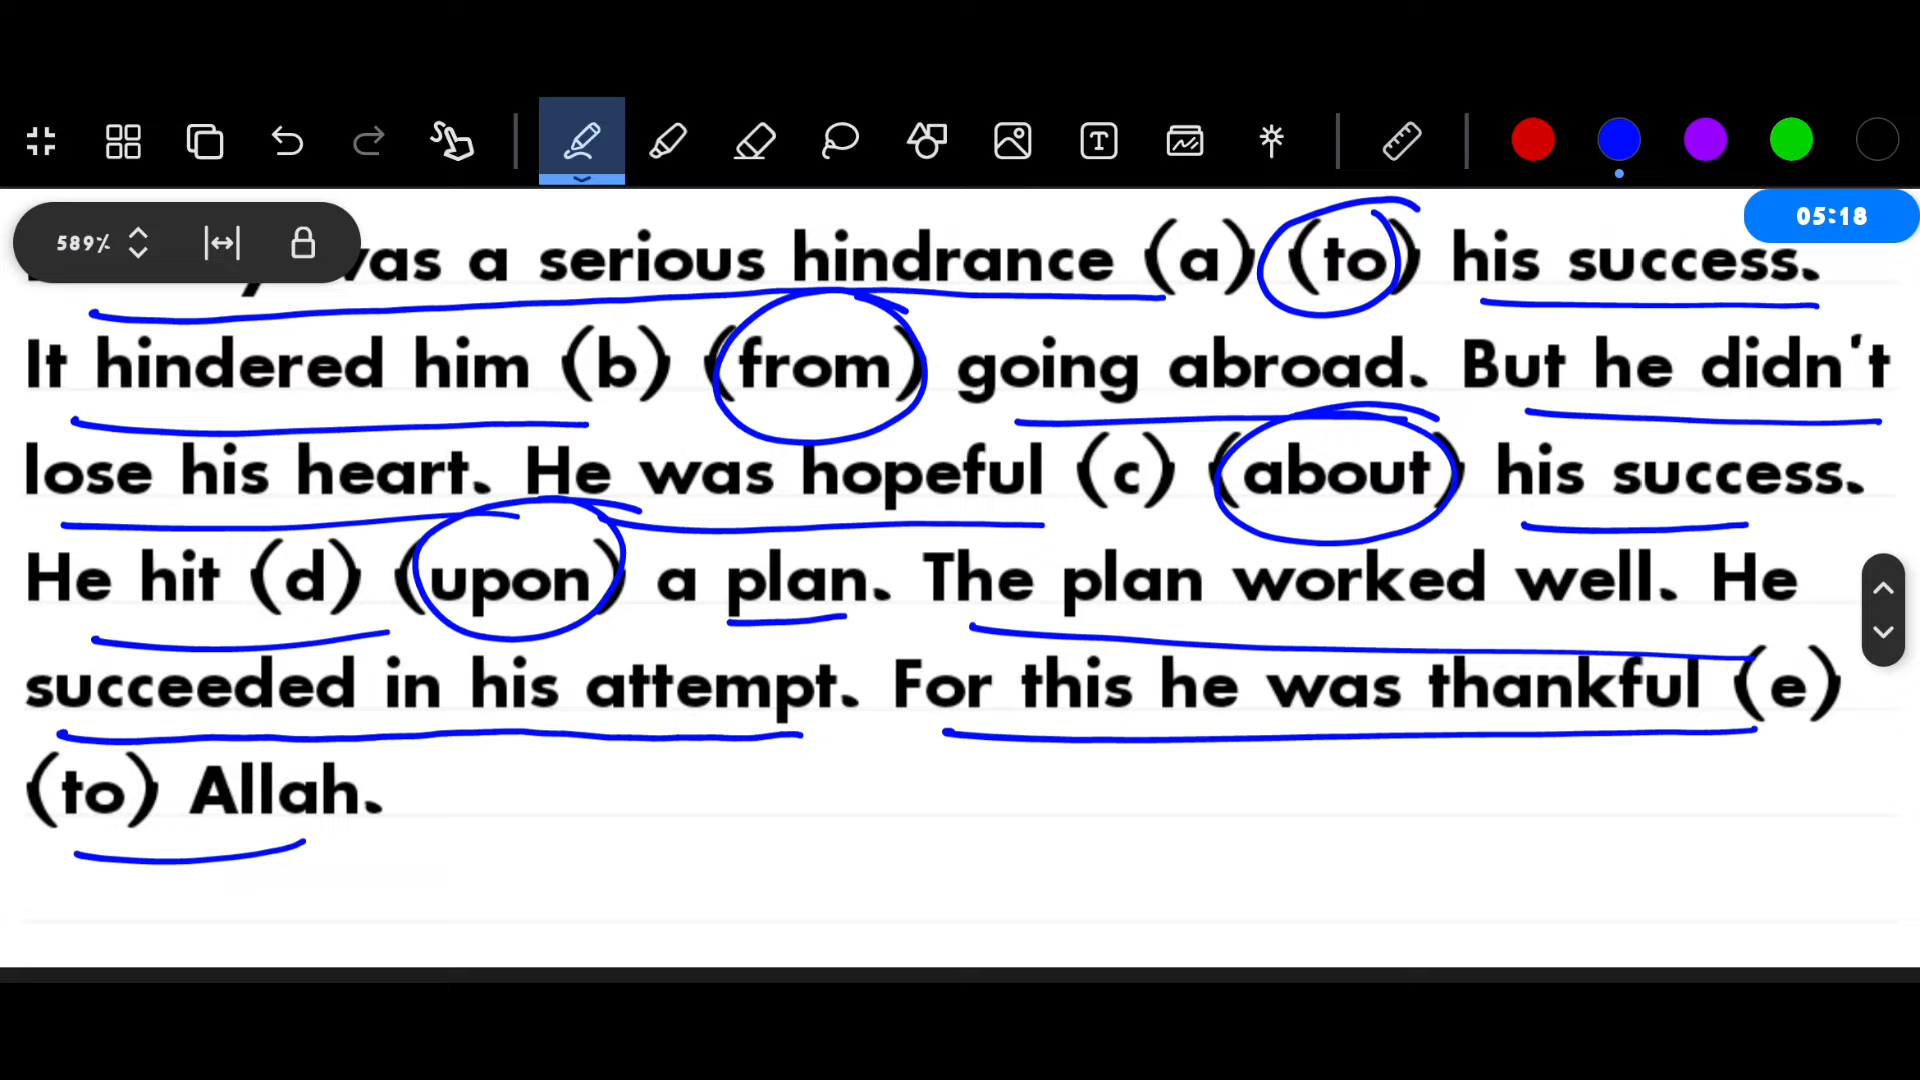 589%
05:18
was a serious hindrance (a) (to) his success.
It hindered him (b) (from) going abroad. But he didn't
lose his heart. He was hopeful (c) (about) his success.
He hit (d) (upon) a plan. The plan worked well. He
succeeded in his attempt. For this he was thankful (e)
(to) Allah.